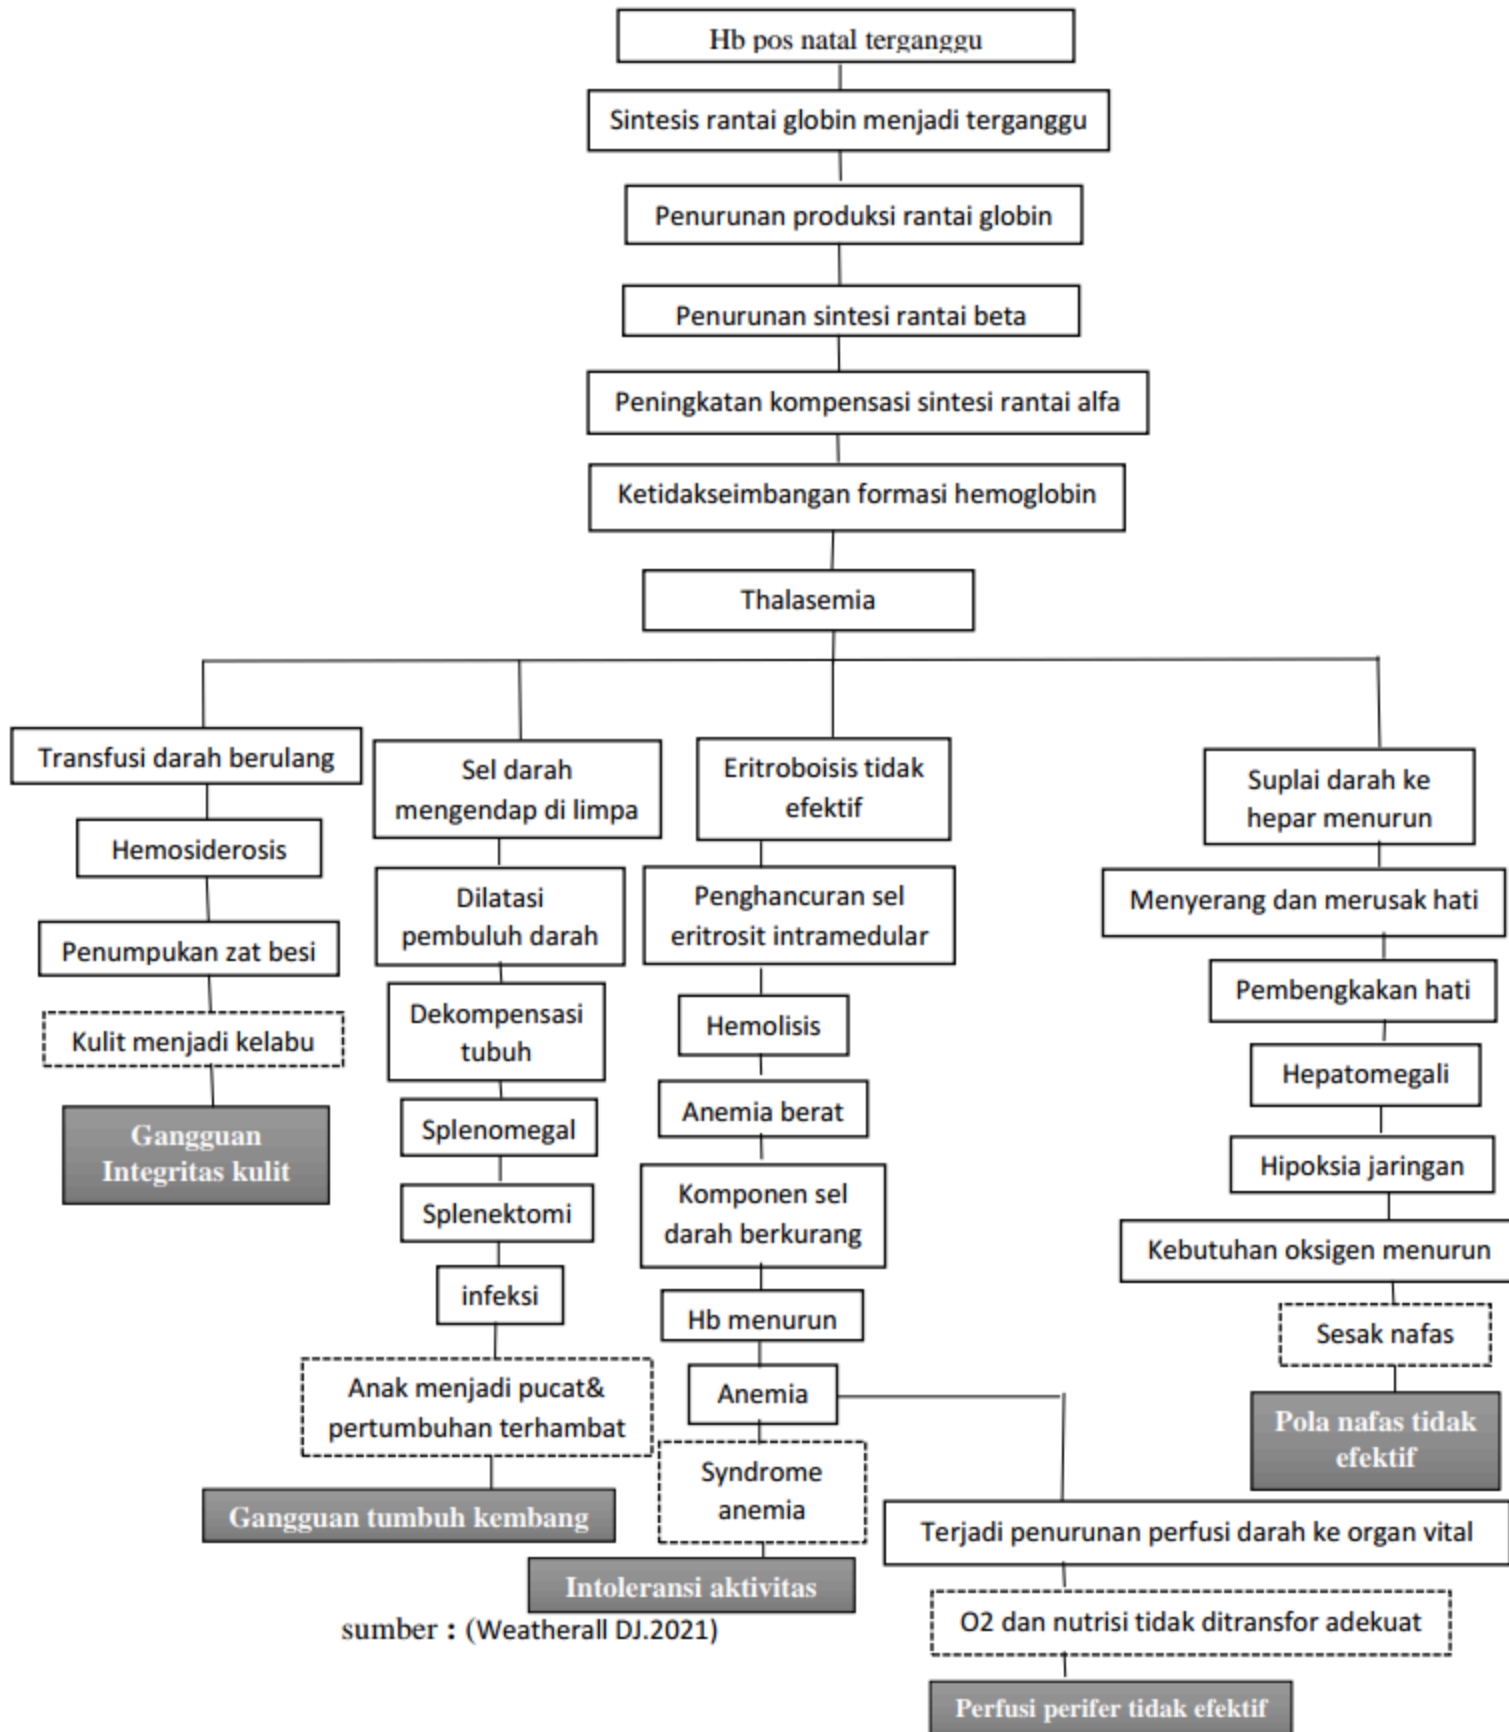 Hb pos natal terganggu
Sintesis rantai globin menjadi terganggu
Penurunan produksi rantai globin
Penurunan sintesi rantai beta
Peningkatan kompensasi sintesi rantai alfa
Ketidakseimbangan formasi hemoglobin
Thalasemia
Transfusi darah berulang
Hemosiderosis
Penumpukan zat besi
Kulit menjadi kelabu
Gangguan
Integritas kulit
Sel darah
mengendap di limpa
Dilatasi
pembuluh darah
Dekompensasi
tubuh
Splenomegal
Splenektomi
infeksi
Anak menjadi pucat&
pertumbuhan terhambat
Gangguan tumbuh kembang
Eritroboisis tidak
efektif
Penghancuran sel
eritrosit intramedular
Hemolisis
Anemia berat
Komponen sel
darah berkurang
Hb menurun
Anemia
Syndrome
anemia
Intoleransi aktivitas
Suplai darah ke
hepar menurun
Menyerang dan merusak hati
Pembengkakan hati
Hepatomegali
Hipoksia jaringan
Kebutuhan oksigen menurun
Sesak nafas
Pola nafas tidak
efektif
Terjadi penurunan perfusi darah ke organ vital
O2 dan nutrisi tidak ditransfor adekuat
Perfusi perifer tidak efektif
sumber : (Weatherall DJ.2021)